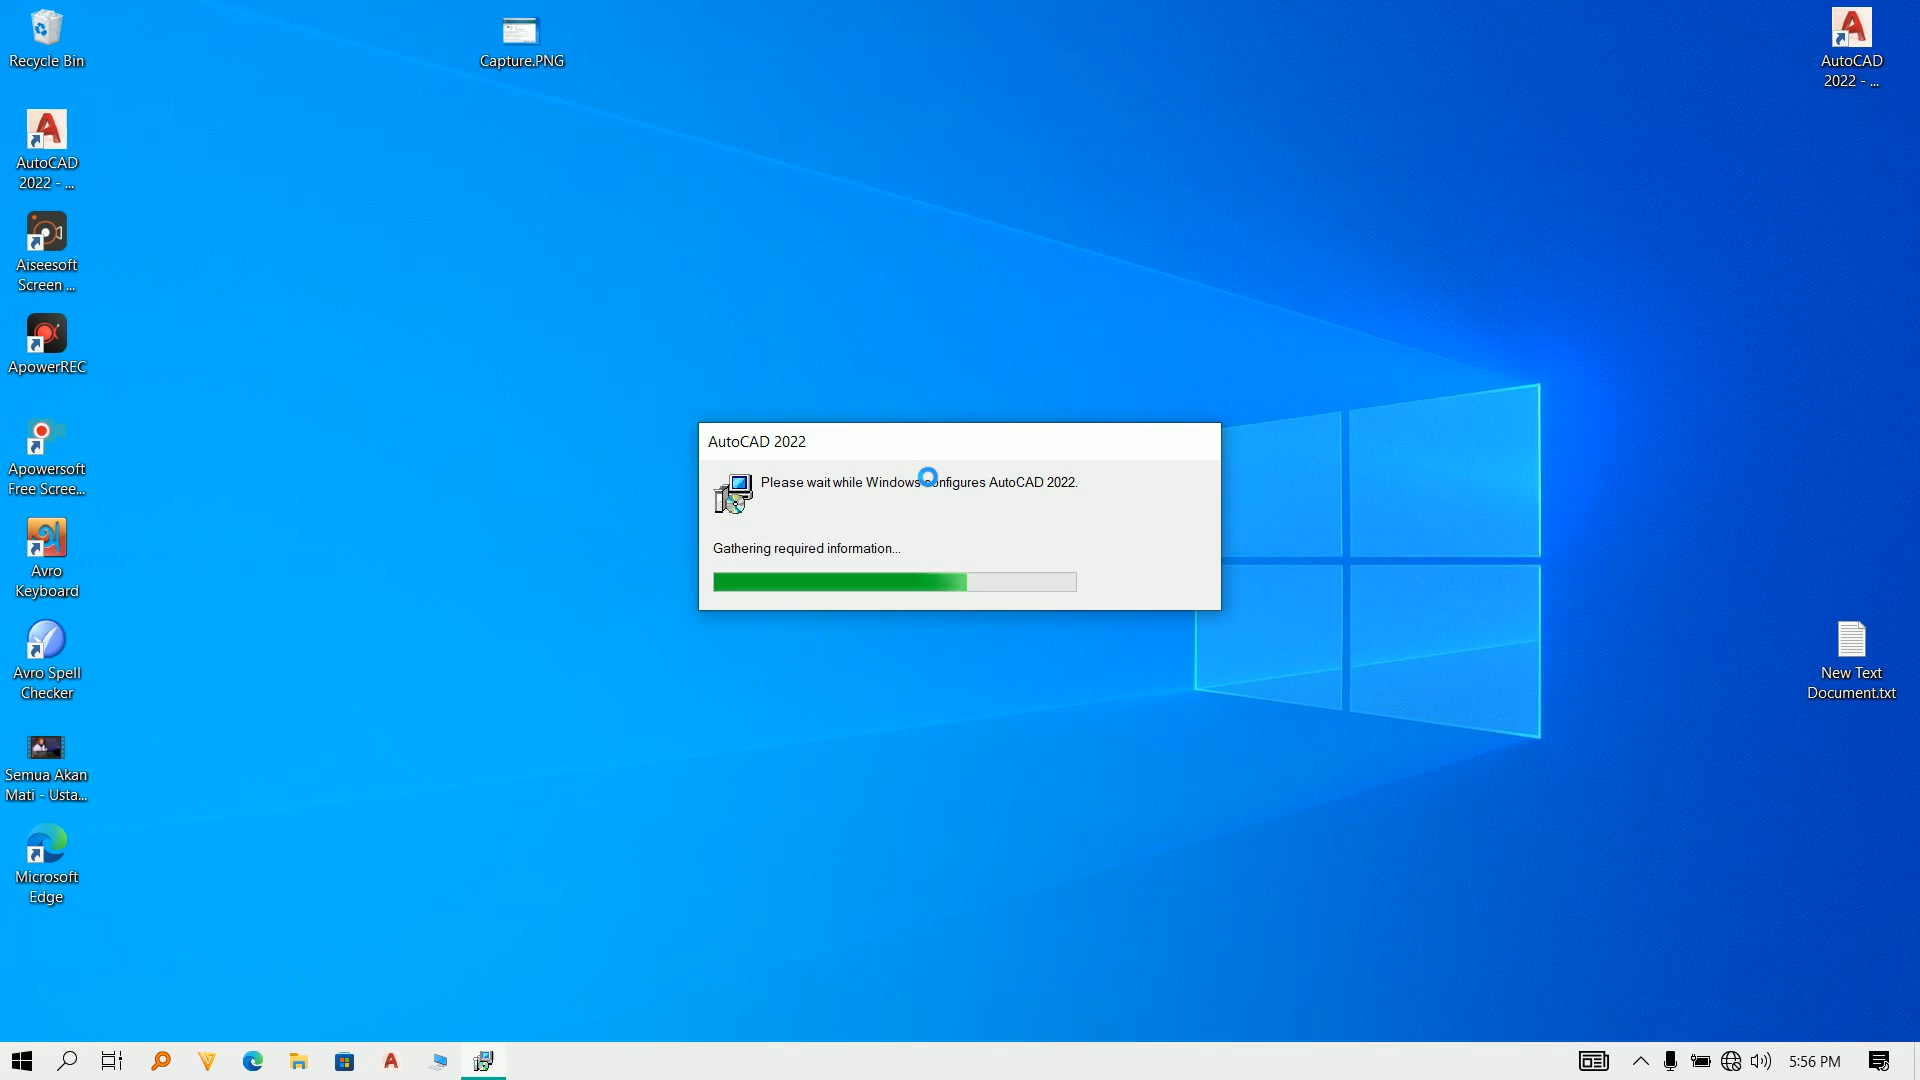 Recycle Bin
Capture.PNG
AutoCAD
2022 - ...
AutoCAD
2022 - ...
Aiseesoft
Screen ...
ApowerREC
Apowersoft
Free Scree...
Avro
Keyboard
Avro Spell
Checker
Semua Akan
Mati - Usta...
Microsoft
Edge
AutoCAD 2022
Please wait while Windows configures AutoCAD 2022.
Gathering required information...
New Text
Document.txt
5:56 PM